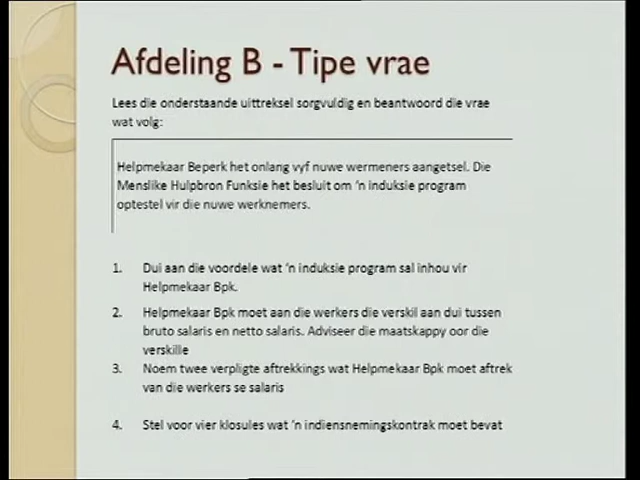 Afdeling B - Tipe vrae
Lees die onderstaande uittreksel sorgvuldig en beantwoord die vrae
wat volg:
Helpmekaar Beperk het onlang vyf nuwe wermeners aangetsel. Die
Menslike Hulpbron Funksie het besluit om 'n induksie program
optestel vir die nuwe werknemers.
1. Dui aan die voordele wat 'n induksie program sal inhou vir
Helpmekaar Bpk.
2. Helpmekaar Bpk moet aan die werkers die verskil aan dui tussen
bruto salaris en netto salaris. Adviseer die maatskappy oor die
verskille
3. Noem twee verpligte aftrekkings wat Helpmekaar Bpk moet aftrek
van die werkers se salaris
4. Stel voor vier klosules wat 'n indiensnemingskontrak moet bevat